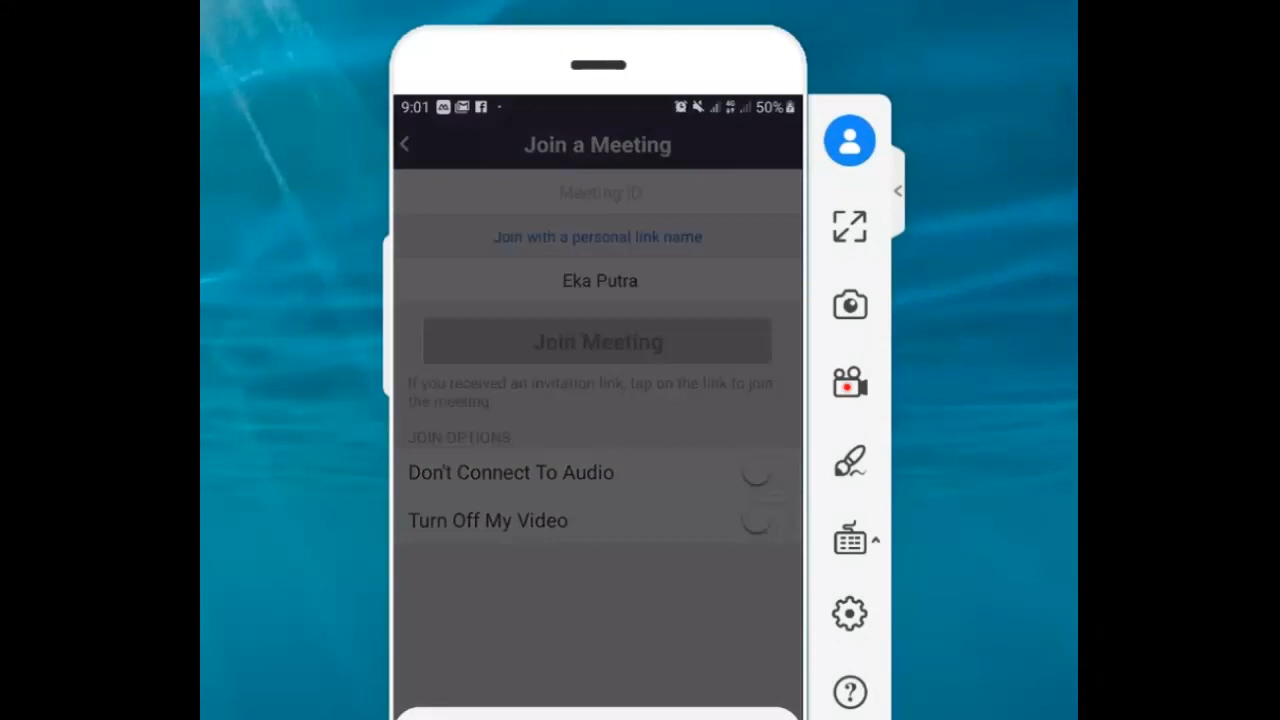 9:01
50%
Join a Meeting
Meeting ID
Join with a personal link name
Eka Putra
Join Meeting
If you received an invitation link, tap on the link to join
the meeting
JOIN OPTIONS
Don't Connect To Audio
Turn Off My Video